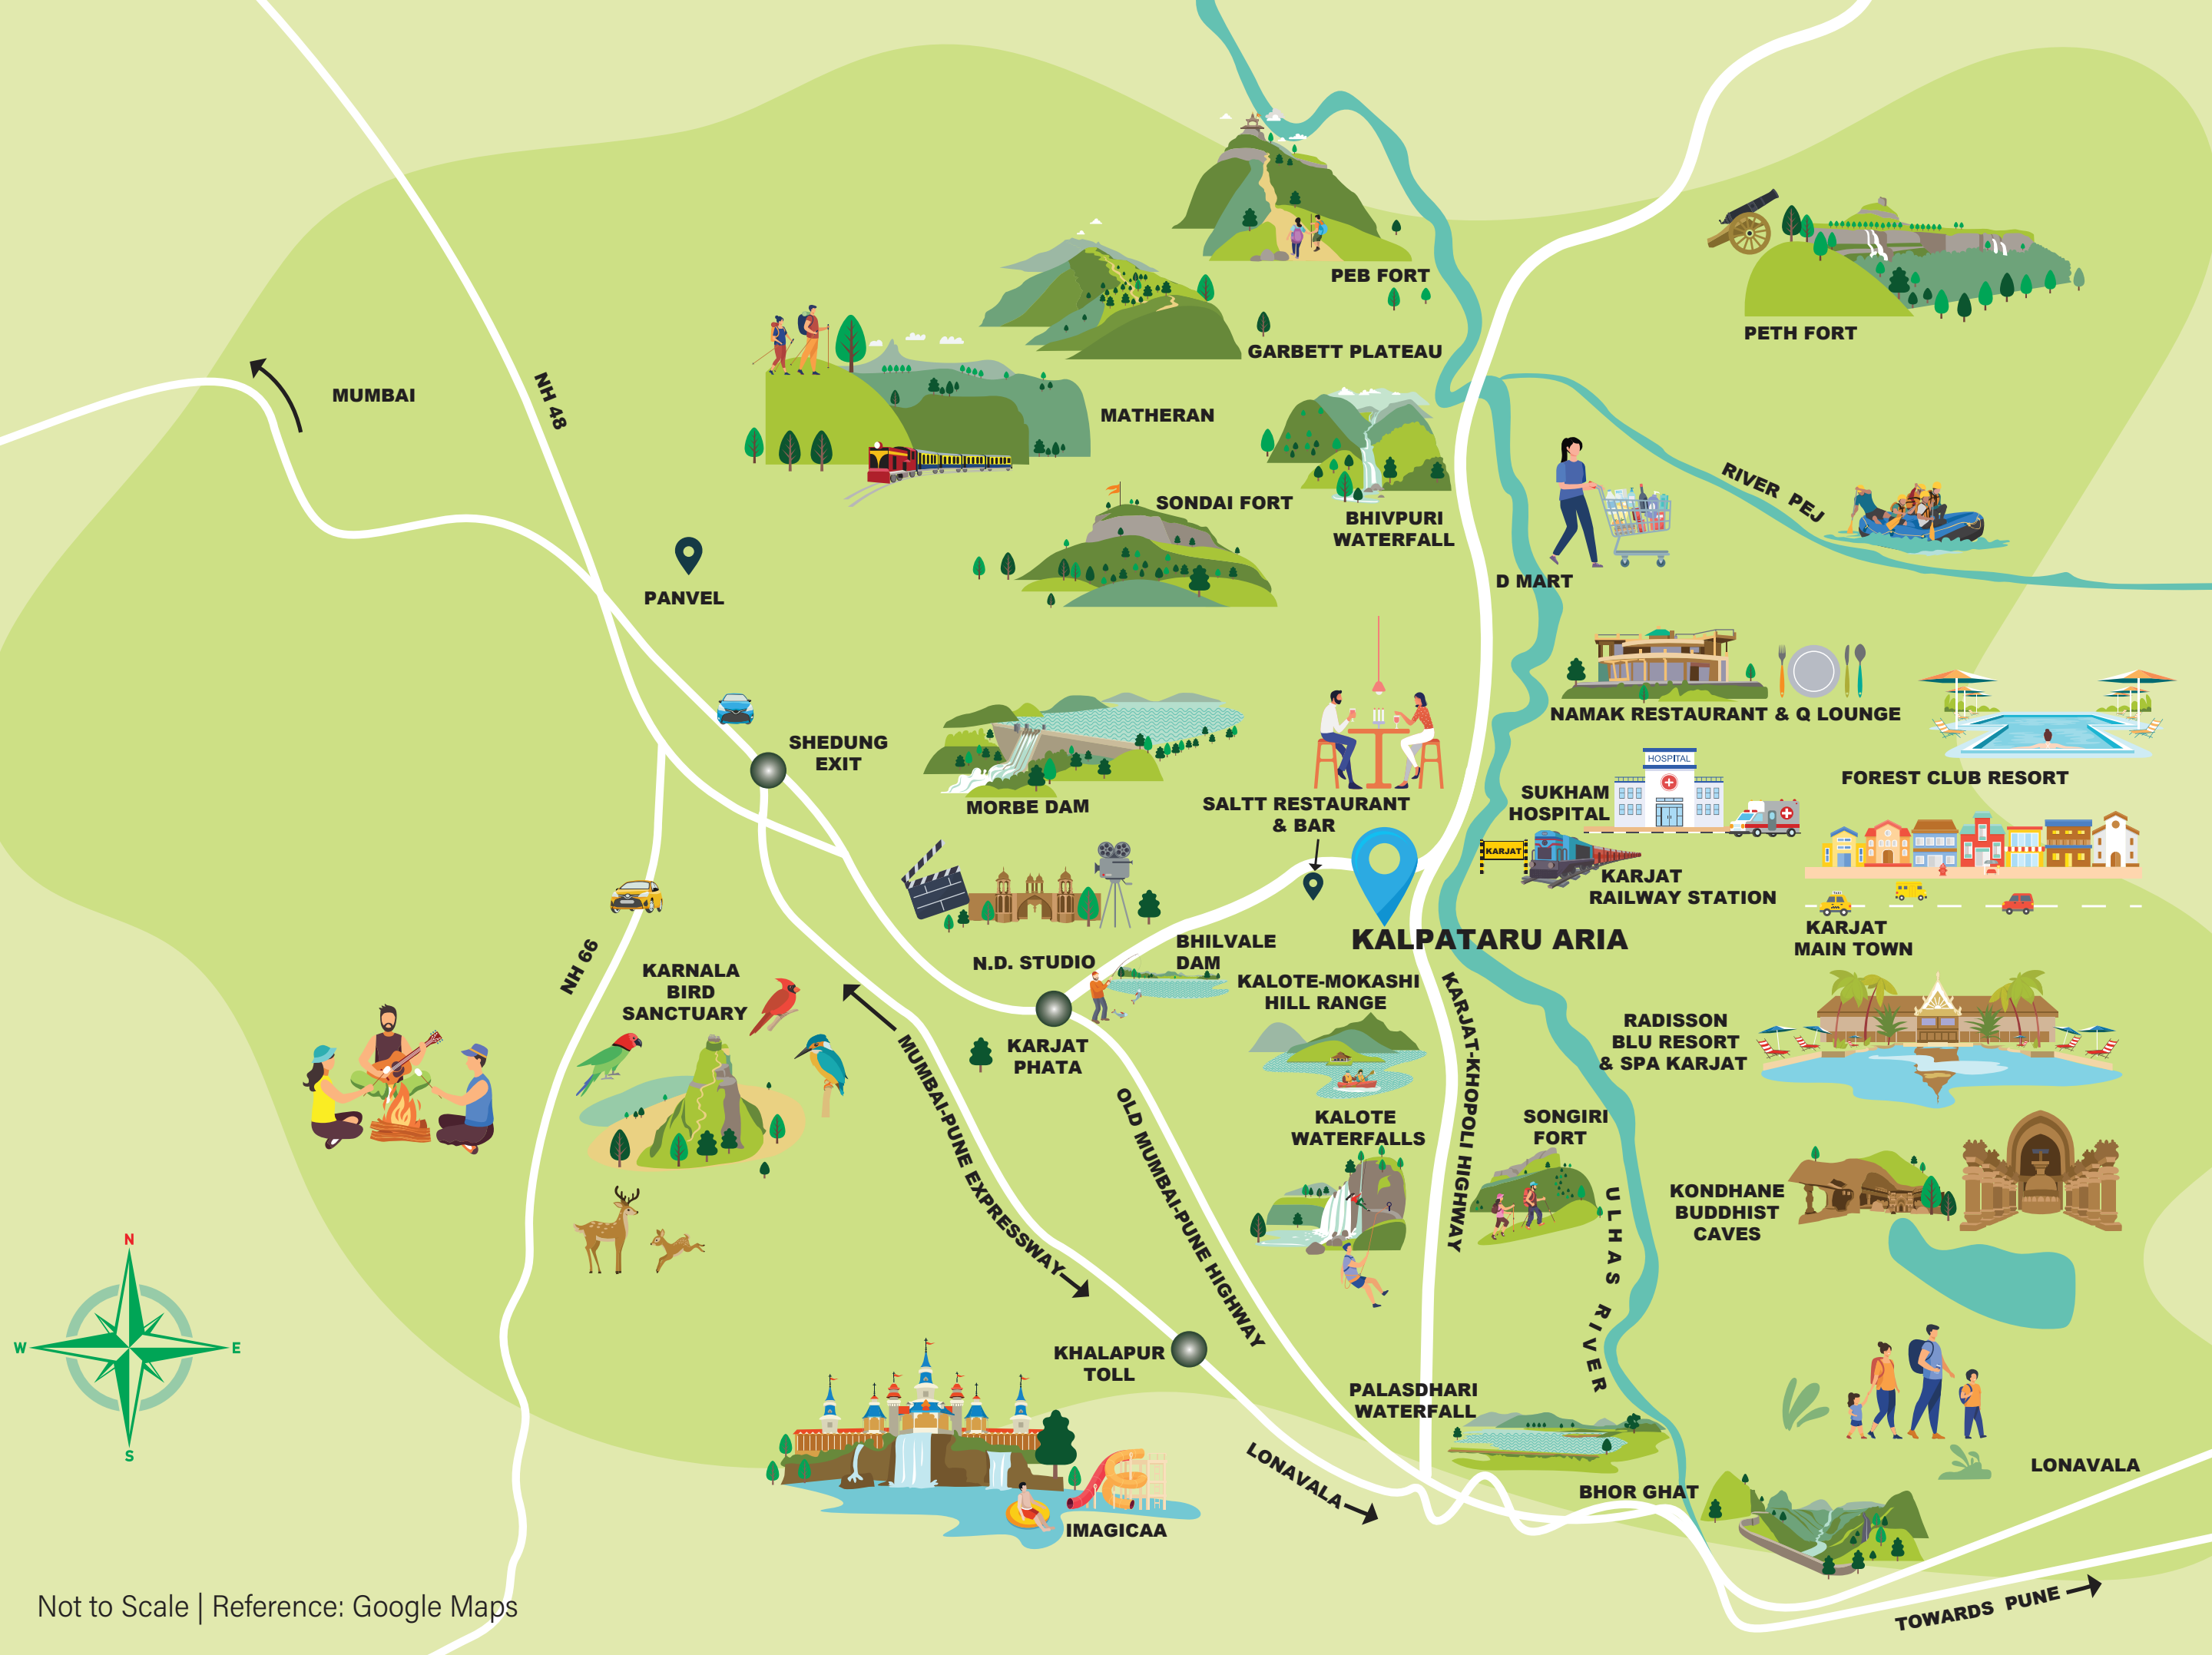 PEB FORT
PETH FORT
GARBETT PLATEAU
MUMBAI
NH 48
MATHERAN
RIVER PEJ
SONDAI FORT
BHIVPURI
WATERFALL
D MART
PANVEL
NAMAK RESTAURANT & Q LOUNGE
SHEDUNG
EXIT
HOSPITAL
FOREST CLUB RESORT
MORBE DAM
SALTT RESTAURANT
& BAR
SUKHAM
HOSPITAL
KARJAT
KARJAT
RAILWAY STATION
TAXI
KARJAT
MAIN TOWN
KALPATARU ARIA
BHILVALE
DAM
N.D. STUDIO
NH 66
KARNALA
BIRD
SANCTUARY
KALOTE-MOKASHI
HILL RANGE
KARJAT-KHOPOLI HIGHWAY
RADISSON
BLU RESORT
& SPA KARJAT
KARJAT
PHATA
MUMBAI-PUNE EXPRESSWAY
OLD MUMBAI-PUNE HIGHWAY
KALOTE
WATERFALLS
SONGIRI
FORT
KONDHANE
BUDDHIST
CAVES
ULHAS RIVER
N
W
E
S
KHALAPUR
TOLL
PALASDHARI
WATERFALL
LONAVALA
LONAVALA
BHOR GHAT
IMAGICAA
TOWARDS PUNE
Not to Scale | Reference: Google Maps